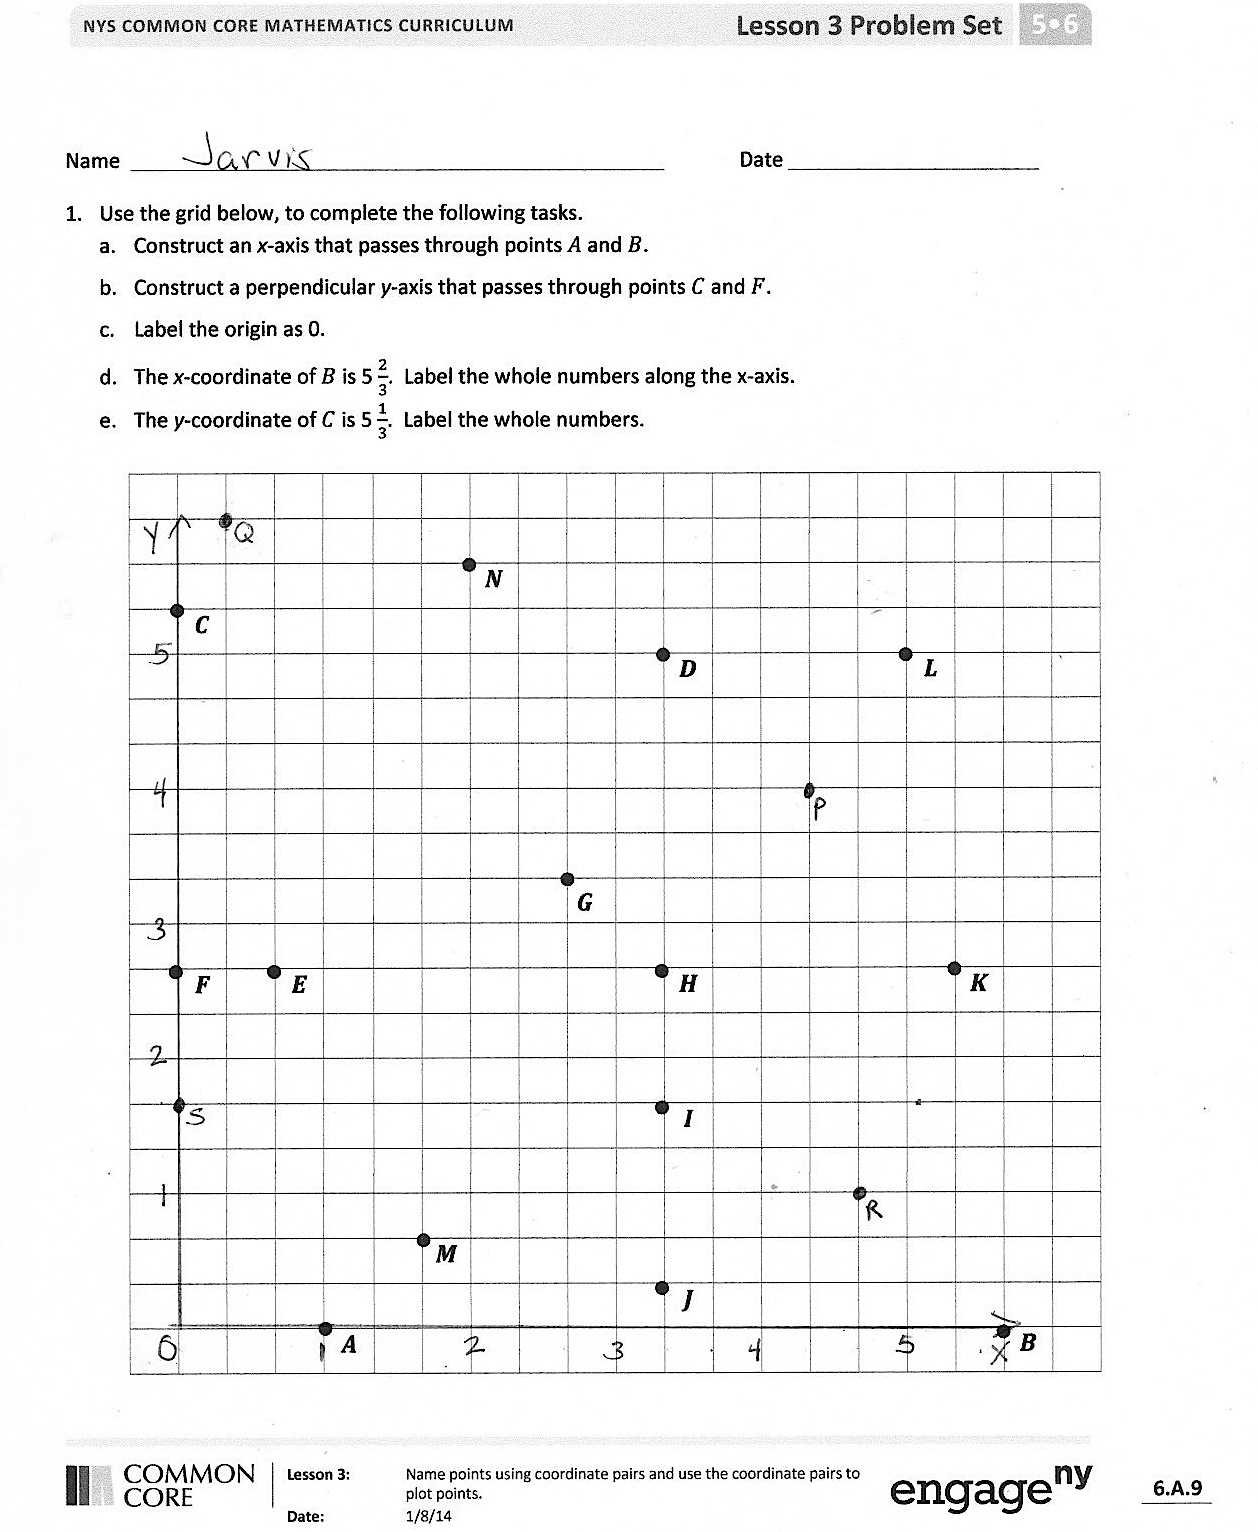 NYS COMMON CORE MATHEMATICS CURRICULUM Lesson 3 Problem Set 5•6
Name Jarvis Date
1. Use the grid below, to complete the following tasks.
a. Construct an x-axis that passes through points A and B.
b. Construct a perpendicular y-axis that passes through points C and F.
c. Label the origin as 0.
d. The x-coordinate of B is 5 2/3. Label the whole numbers along the x-axis.
e. The y-coordinate of C is 5 1/3. Label the whole numbers.
Y Q
N
C
5 D L
4 P
G
3
F E H K
2
S I
1 R
M
J
0 1 A 2 3 4 5 X B
COMMON CORE
Lesson 3: Name points using coordinate pairs and use the coordinate pairs to
plot points.
Date: 1/8/14
engageny
6.A.9